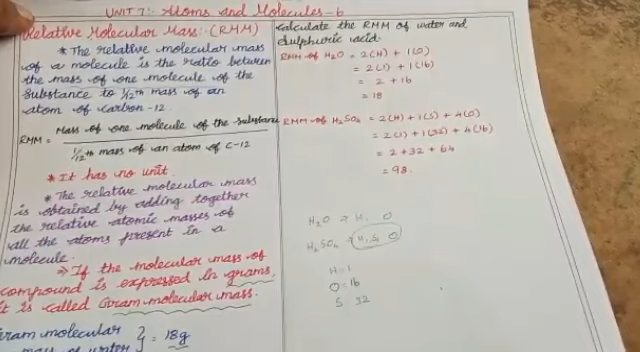 UNIT 7: Atoms and Molecules-6
Relative Molecular Mass:-(RMM)
* The relative molecular mass
of a molecule is the ratio between
the mass of one molecule of the
substance to 1/12th mass of an
atom of carbon-12.
RMM = Mass of one molecule of the substance
1/12th mass of an atom of C-12
* It has no unit.
* The relative molecular mass
is obtained by adding together
the relative atomic masses of
all the atoms present in a
molecule.
⇒ If the molecular mass of
compound is expressed in grams,
it is called Gram molecular mass.
Gram molecular
mass of water } = 18g
Calculate the RMM of water and
Sulphuric acid.
RMM of H₂O = 2(H) + 1(O)
= 2(1) + 1(16)
= 2 + 16
= 18
RMM of H₂SO₄ = 2(H) + 1(S) + 4(O)
= 2(1) + 1(32) + 4(16)
= 2 + 32 + 64
= 98.
H₂O ⇒ H, O
H₂SO₄ ⇒ H, S, O
H = 1
O = 16
S 32